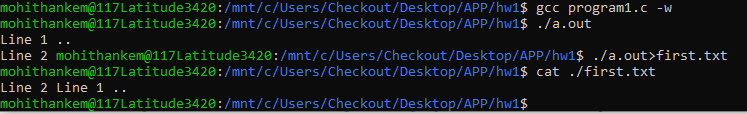 mohithankem@117Latitude3420:/mnt/c/Users/Checkout/Desktop/APP/hw1$ gcc program1.c -w
mohithankem@117Latitude3420:/mnt/c/Users/Checkout/Desktop/APP/hw1$ ./a.out
Line 1 ..
Line 2 mohithankem@117Latitude3420:/mnt/c/Users/Checkout/Desktop/APP/hw1$ ./a.out>first.txt
mohithankem@117Latitude3420:/mnt/c/Users/Checkout/Desktop/APP/hw1$ cat ./first.txt
Line 2 Line 1 ..
mohithankem@117Latitude3420:/mnt/c/Users/Checkout/Desktop/APP/hw1$